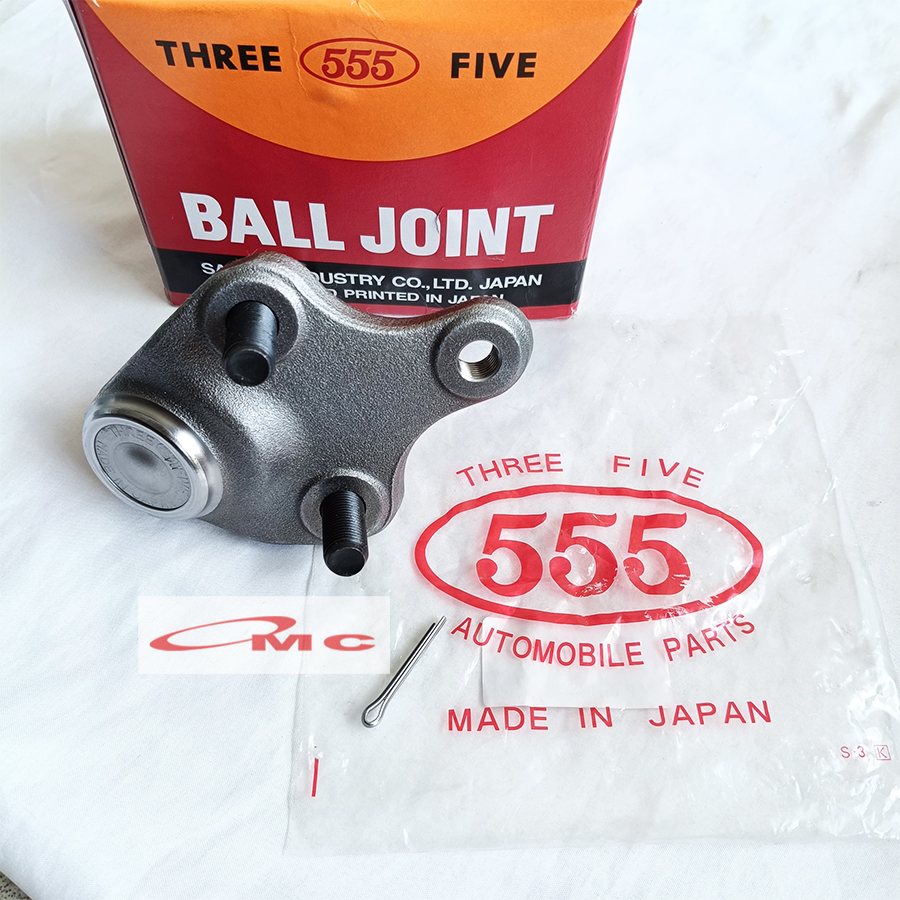 THREE 555 FIVE
BALL JOINT
CO.,LTD. JAPAN
PRINTED IN JAPAN
THREE FIVE
555
AUTOMOBILE PARTS
MADE IN JAPAN
S-3 K
THREE
MC